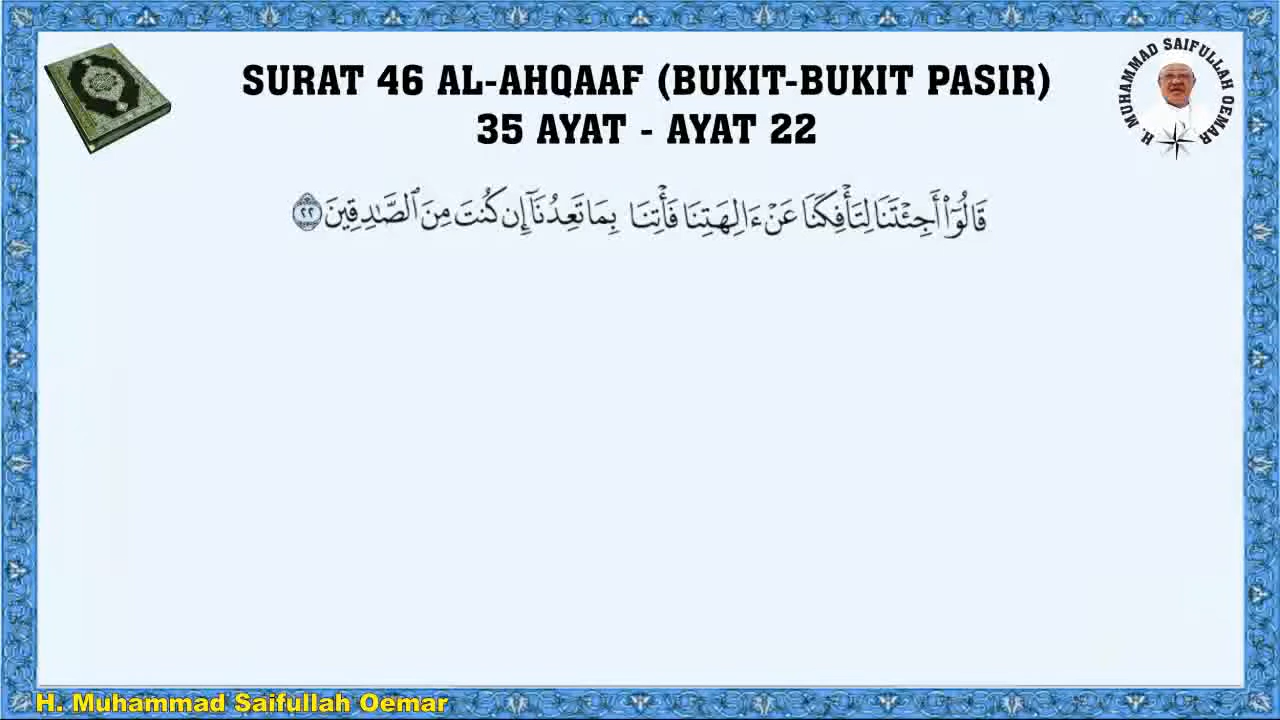 SURAT 46 AL-AHQAAF (BUKIT-BUKIT PASIR)
35 AYAT - AYAT 22
H. MUHAMMAD SAIFULLAH OEMAR
قَالُوٓا۟ أَجِئْتَنَا لِتَأْفِكَنَا عَنْ ءَالِهَتِنَا فَأْتِنَا بِمَا تَعِدُنَآ إِن كُنتَ مِنَ ٱلصَّـٰدِقِينَ ٢٢
H. Muhammad Saifullah Oemar